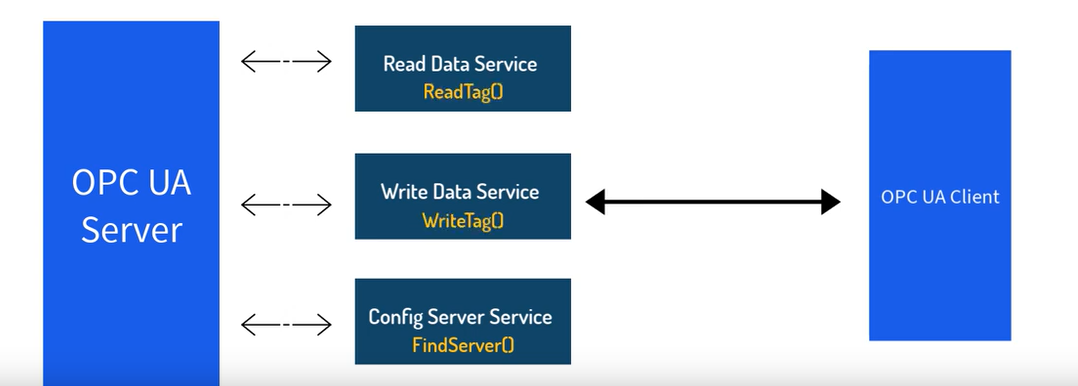 OPC UA
Server
Read Data Service
ReadTag()
Write Data Service
WriteTag()
Config Server Service
FindServer()
OPC UA Client